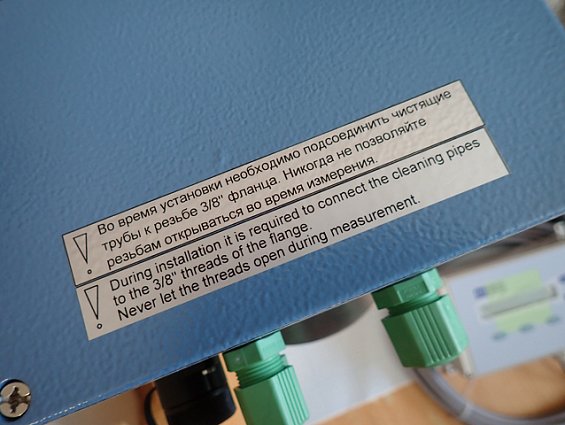 Во время установки необходимо подсоединить чистящие
трубы к резьбе 3/8" фланца. Никогда не позволяйте
резьбам открываться во время измерения.
During installation it is required to connect the cleaning pipes
to the 3/8" threads of the flange.
Never let the threads open during measurement.